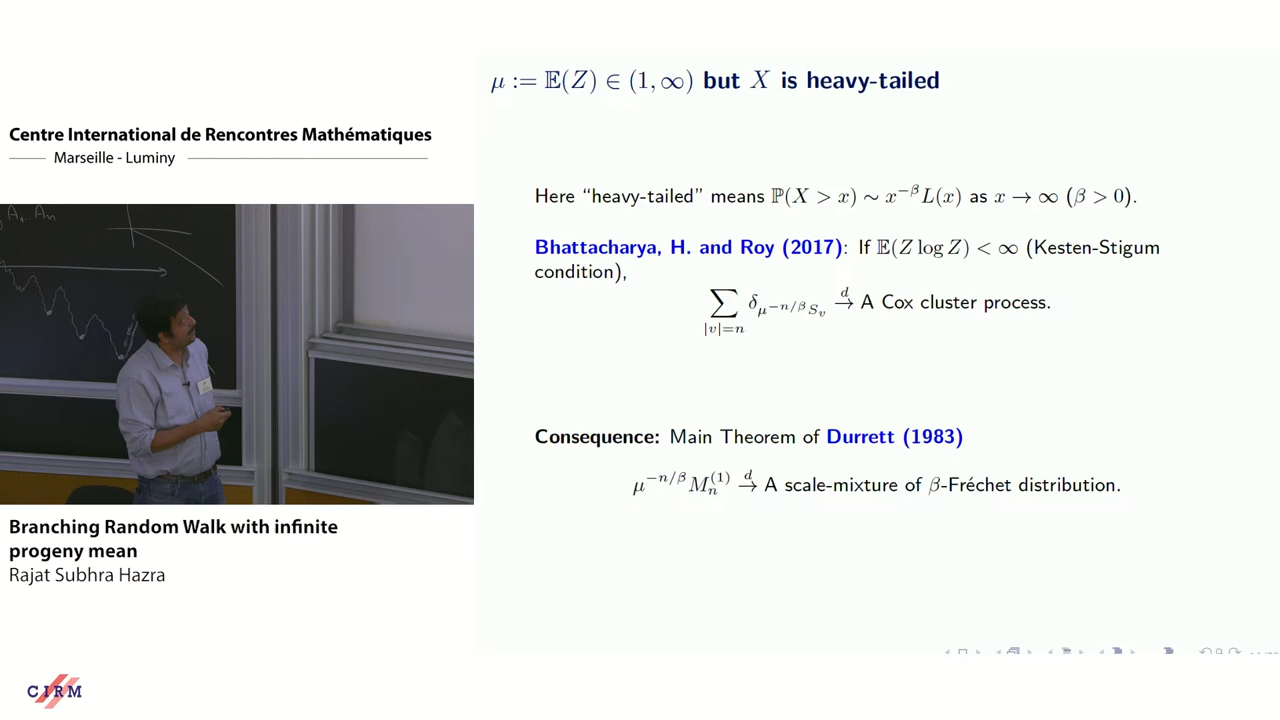 μ := 𝔼(Z) ∈ (1, ∞) but X is heavy-tailed
Centre International de Rencontres Mathématiques
Marseille - Luminy
Here “heavy-tailed” means ℙ(X > x) ∼ x^{−β}L(x) as x → ∞ (β > 0).
A₁.. Aₙ
Bhattacharya, H. and Roy (2017): If 𝔼(Z log Z) < ∞ (Kesten-Stigum
condition),
∑_{|v|=n} δ_{μ^{−n/β}S_v} →^d A Cox cluster process.
Consequence: Main Theorem of Durrett (1983)
μ^{−n/β}M_n^{(1)} →^d A scale-mixture of β-Fréchet distribution.
Branching Random Walk with infinite
progeny mean
Rajat Subhra Hazra
CIRM